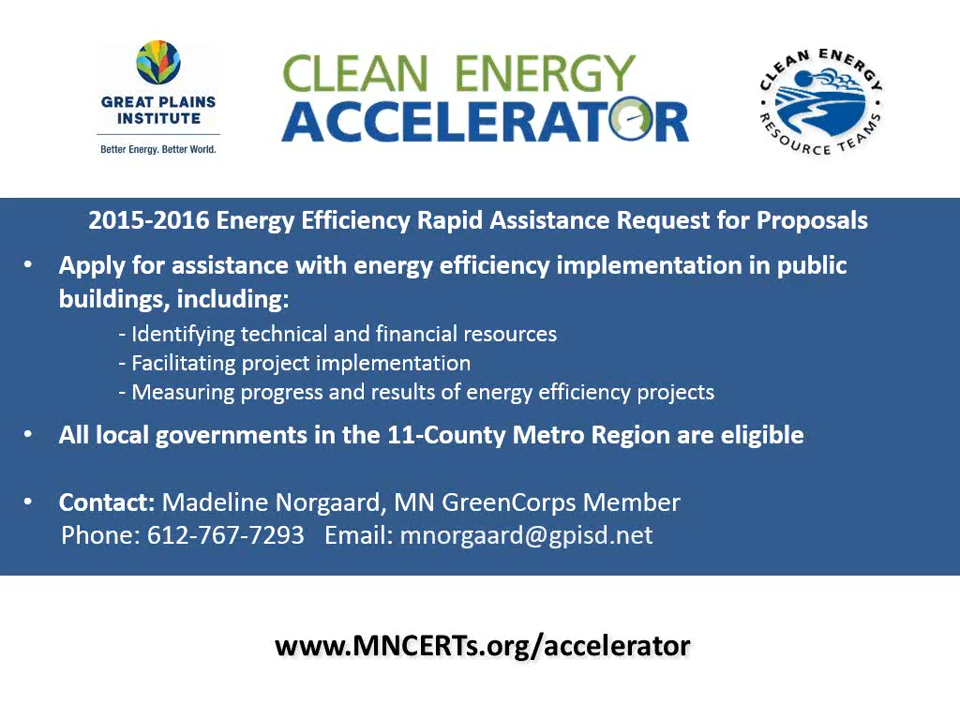 GREAT PLAINS
INSTITUTE
Better Energy. Better World.
CLEAN ENERGY
ACCELERATOR
CLEAN ENERGY
RESOURCE TEAMS
2015-2016 Energy Efficiency Rapid Assistance Request for Proposals
• Apply for assistance with energy efficiency implementation in public
buildings, including:
- Identifying technical and financial resources
- Facilitating project implementation
- Measuring progress and results of energy efficiency projects
• All local governments in the 11-County Metro Region are eligible
• Contact: Madeline Norgaard, MN GreenCorps Member
Phone: 612-767-7293 Email: mnorgaard@gpisd.net
www.MNCERTs.org/accelerator